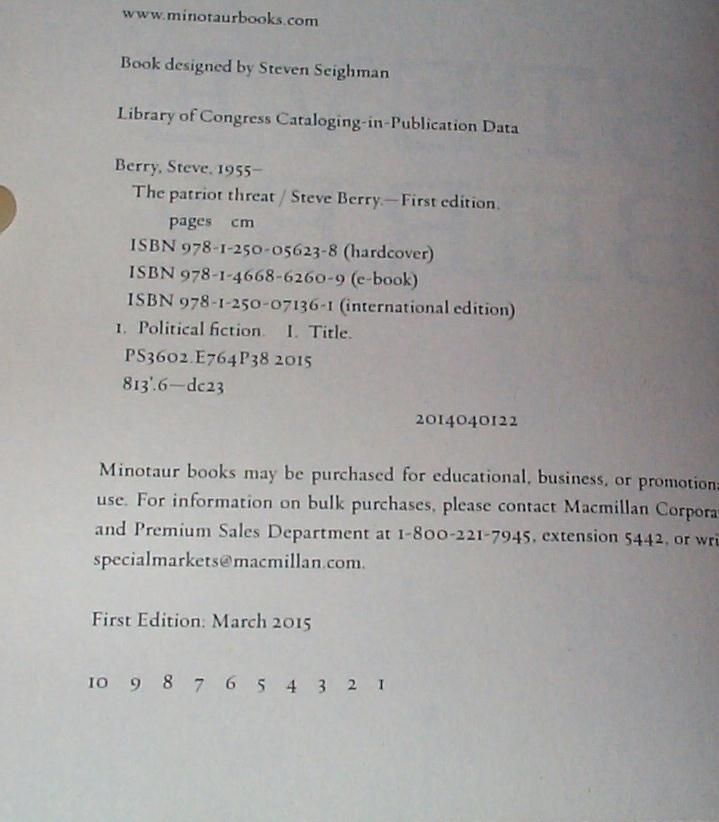 www.minotaurbooks.com
Book designed by Steven Seighman
Library of Congress Cataloging-in-Publication Data
Berry, Steve, 1955–
The patriot threat / Steve Berry.—First edition.
pages cm
ISBN 978-1-250-05623-8 (hardcover)
ISBN 978-1-4668-6260-9 (e-book)
ISBN 978-1-250-07136-1 (international edition)
1. Political fiction. I. Title.
PS3602.E764P38 2015
813'.6—dc23
2014040122
Minotaur books may be purchased for educational, business, or promotiona
use. For information on bulk purchases, please contact Macmillan Corpora
and Premium Sales Department at 1-800-221-7945, extension 5442, or wri
specialmarkets@macmillan.com.
First Edition: March 2015
10 9 8 7 6 5 4 3 2 1